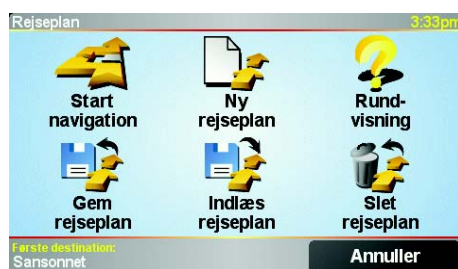 Rejseplan 3:33pm
Start Ny Rund-
navigation rejseplan visning
Gem Indlæs Slet
rejseplan rejseplan rejseplan
Første destination:
Sansonnet
Annuller